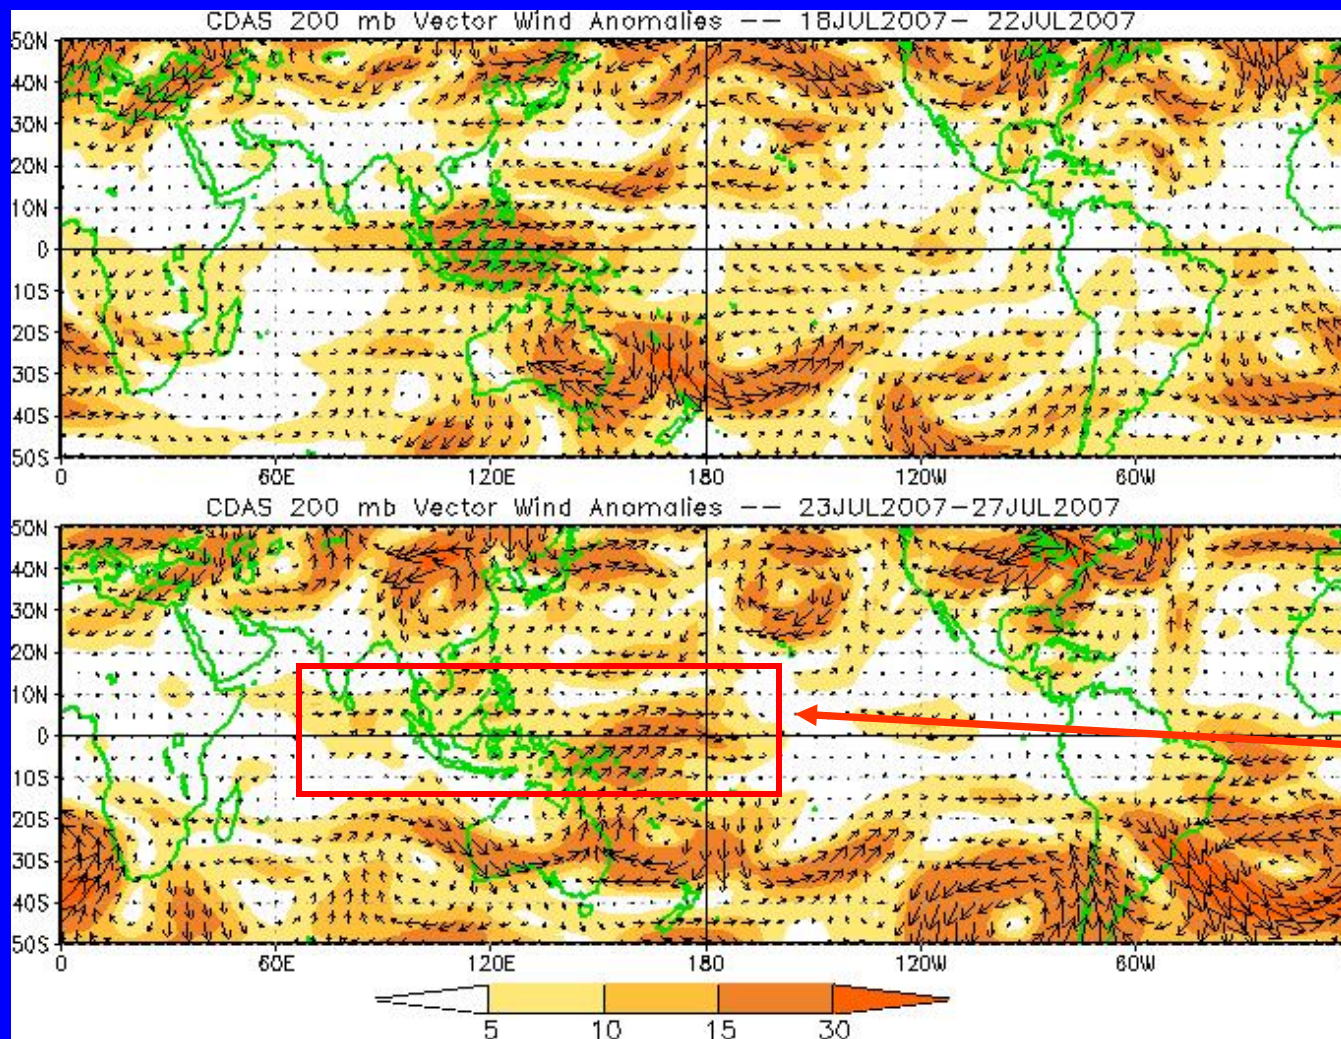 CDAS 200 mb Vector Wind Anomalies -- 18JUL2007- 22JUL2007
50N
40N
30N
20N
10N
0
10S
20S
30S
40S
50S
0 60E 120E 180 120W 60W
CDAS 200 mb Vector Wind Anomalies -- 23JUL2007-27JUL2007
50N
40N
30N
20N
10N
0
10S
20S
30S
40S
50S
0 60E 120E 180 120W 60W
5 10 15 30